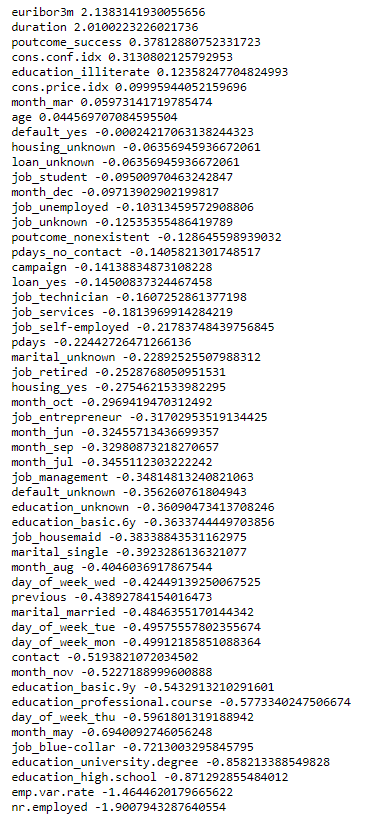 euribor3m 2.1383141930055656
duration 2.0100223226021736
poutcome_success 0.37812880752331723
cons.conf.idx 0.3130802125792953
education_illiterate 0.12358247704824993
cons.price.idx 0.09995944052159696
month_mar 0.05973141719785474
age 0.044569707084595504
default_yes -0.00024217063138244323
housing_unknown -0.06356945936672061
loan_unknown -0.06356945936672061
job_student -0.09500970463242847
month_dec -0.09713902902199817
job_unemployed -0.10313459572908806
job_unknown -0.12535355486419789
poutcome_nonexistent -0.128645598939032
pdays_no_contact -0.1405821301748517
campaign -0.14138834873108228
loan_yes -0.14500837324467458
job_technician -0.1607252861377198
job_services -0.1813969914284219
job_self-employed -0.21783748439756845
pdays -0.22442726471266136
marital_unknown -0.22892525507988312
job_retired -0.2528768050951531
housing_yes -0.2754621533982295
month_oct -0.2969419470312492
job_entrepreneur -0.31702953519134425
month_jun -0.32455713436699357
month_sep -0.32980873218270657
month_jul -0.3455112303222242
job_management -0.34814813240821063
default_unknown -0.356260761804943
education_unknown -0.36090473413708246
education_basic.6y -0.3633744449703856
job_housemaid -0.38338843531162975
marital_single -0.3923286136321077
month_aug -0.4046036917867544
day_of_week_wed -0.42449139250067525
previous -0.43892784154016473
marital_married -0.4846355170144342
day_of_week_tue -0.49575557802355674
day_of_week_mon -0.49912185851088364
contact -0.5193821072034502
month_nov -0.5227188999600888
education_basic.9y -0.5432913210291601
education_professional.course -0.5773340247506674
day_of_week_thu -0.5961801319188942
month_may -0.6940092746056248
job_blue-collar -0.7213003295845795
education_university.degree -0.858213388549828
education_high.school -0.871292855484012
emp.var.rate -1.4644620179665622
nr.employed -1.9007943287640554